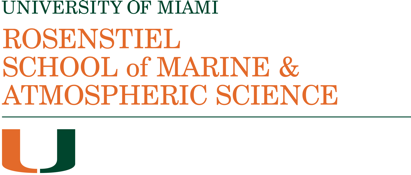 UNIVERSITY OF MIAMI
ROSENSTIEL
SCHOOL of MARINE &
ATMOSPHERIC SCIENCE
U